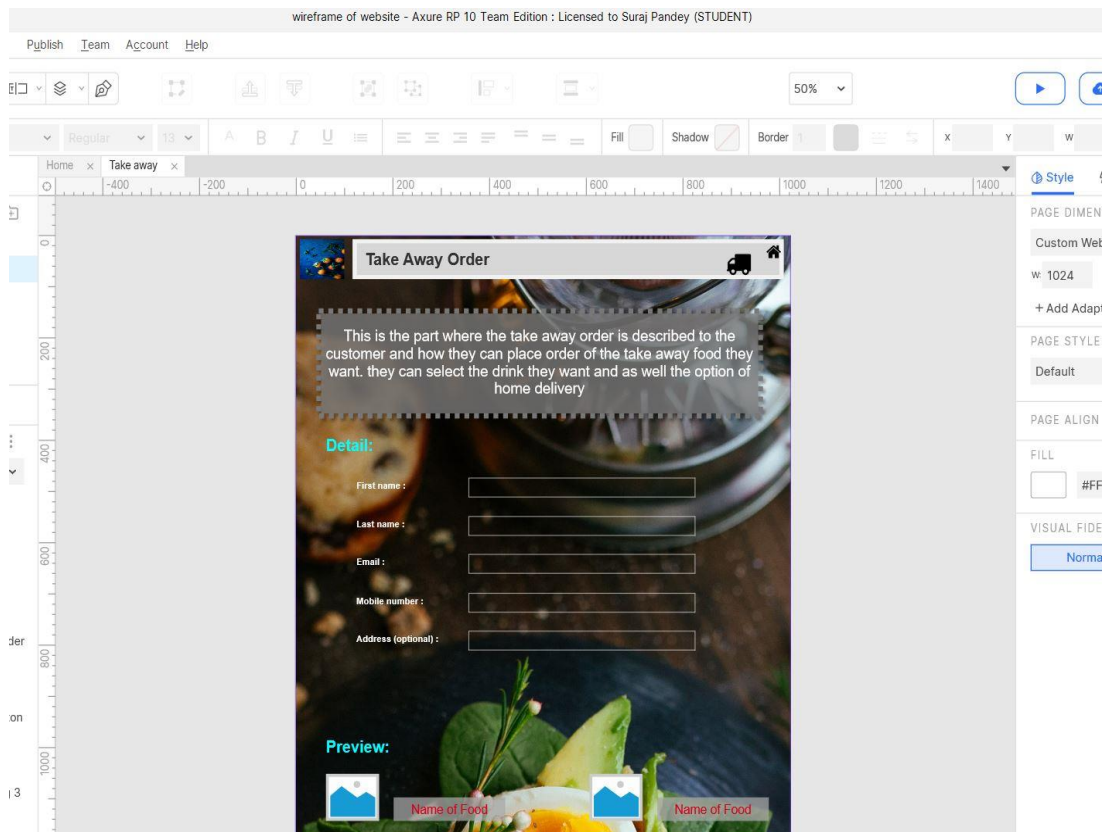 wireframe of website - Axure RP 10 Team Edition : Licensed to Suraj Pandey (STUDENT)
Publish Team Account Help
50%
Regular 13 A B I U Fill Shadow Border 1 X Y W
Home × Take away ×
-400 -200 0 200 400 600 800 1000 1200 1400
Style
PAGE DIMEN
Custom Web
W: 1024
+ Add Adapt
PAGE STYLE
Default
PAGE ALIGN
FILL
#FF
VISUAL FIDE
Norma
0
200
400
600
800
1000
der
on
3
Take Away Order
This is the part where the take away order is described to the
customer and how they can place order of the take away food they
want. they can select the drink they want and as well the option of
home delivery
Detail:
First name :
Last name :
Email :
Mobile number :
Address (optional) :
Preview:
Name of Food Name of Food